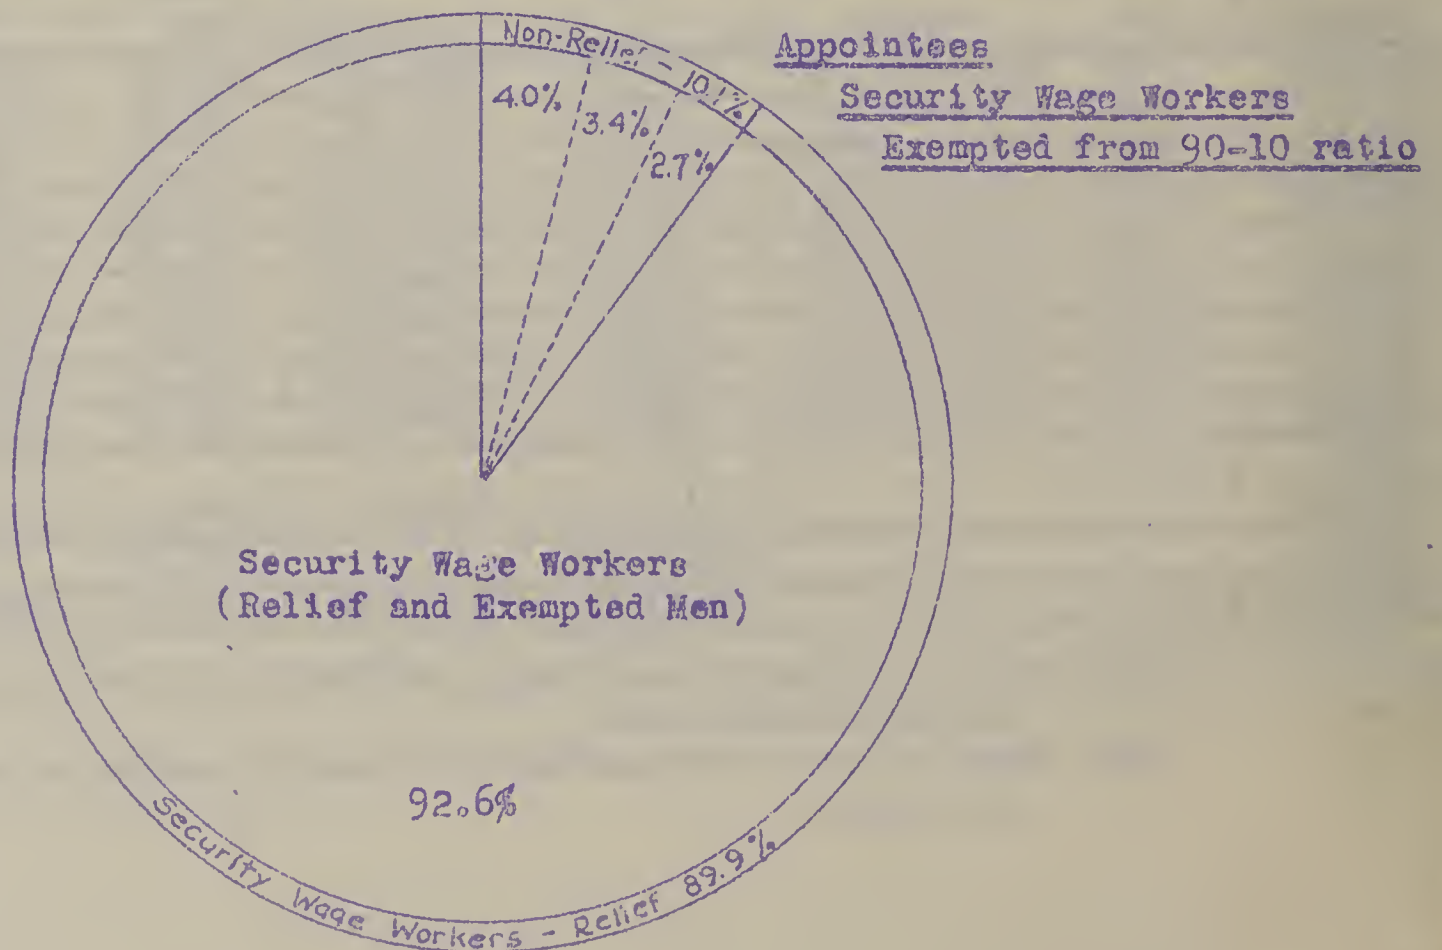 Non-Relief - 10.1%
Appointees
Security Wage Workers
Exempted from 90-10 ratio
4.0%
3.4%
2.7%
Security Wage Workers
(Relief and Exempted Men)
92.6%
Security Wage Workers - Relief 89.9%